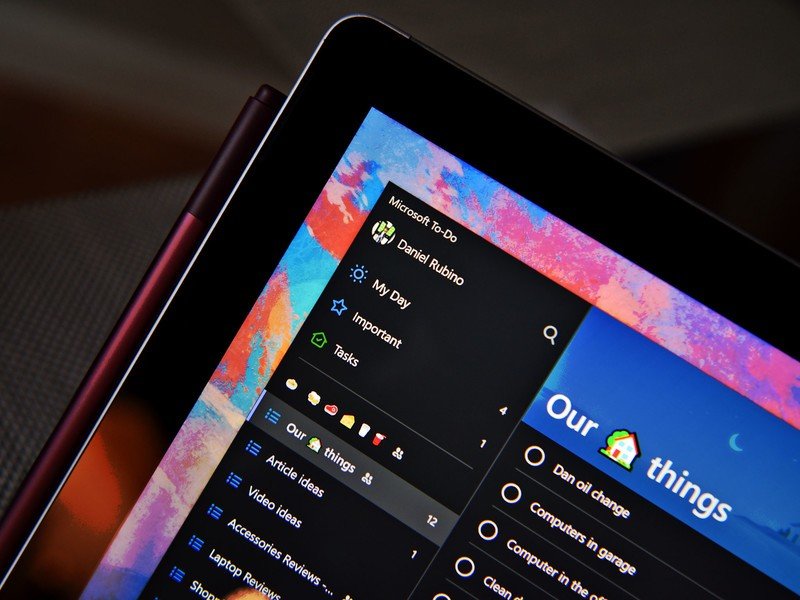 Microsoft To-Do
Daniel Rubino
My Day
Important
Tasks
4
1
Our 🏡 things
12
Article ideas
Video ideas
1
Accessories Reviews -...
Laptop Reviews
Our 🏡 things
Dan oil change
Computers in garage
Computer in the
Clean